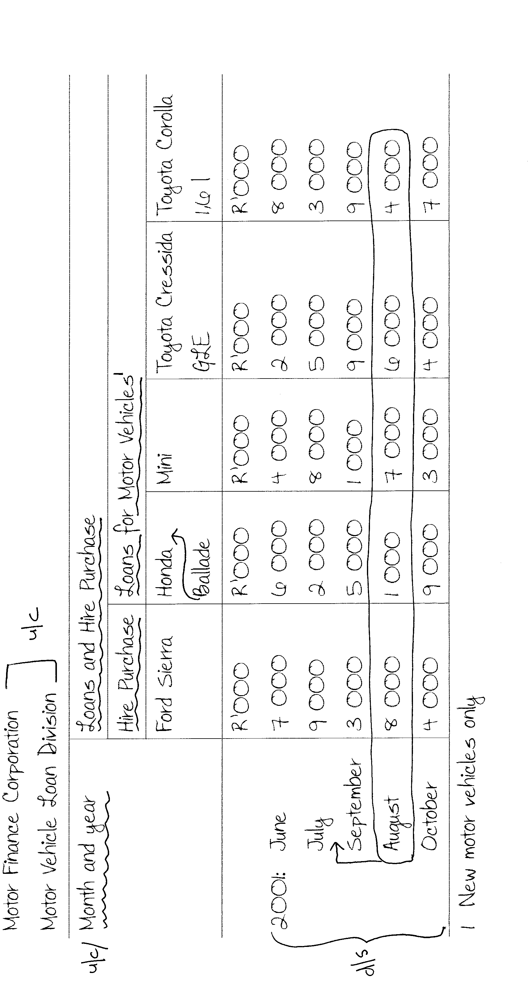 Motor Finance Corporation
Motor Vehicle Loan Division
u/c
u/c/ Month and year
Loans and Hire Purchase
Hire Purchase
Loans for Motor Vehicles¹
Ford Sierra
Honda
Ballade
Mini
Toyota Cressida
GLE
Toyota Corolla
1,6 l
R'000 R'000 R'000 R'000 R'000
2001: June 7 000 6 000 4 000 2 000 8 000
July 9 000 2 000 8 000 5 000 3 000
September 3 000 5 000 1 000 9 000 9 000
August 8 000 1 000 7 000 6 000 4 000
October 4 000 9 000 3 000 4 000 7 000
d/s
1 New motor vehicles only